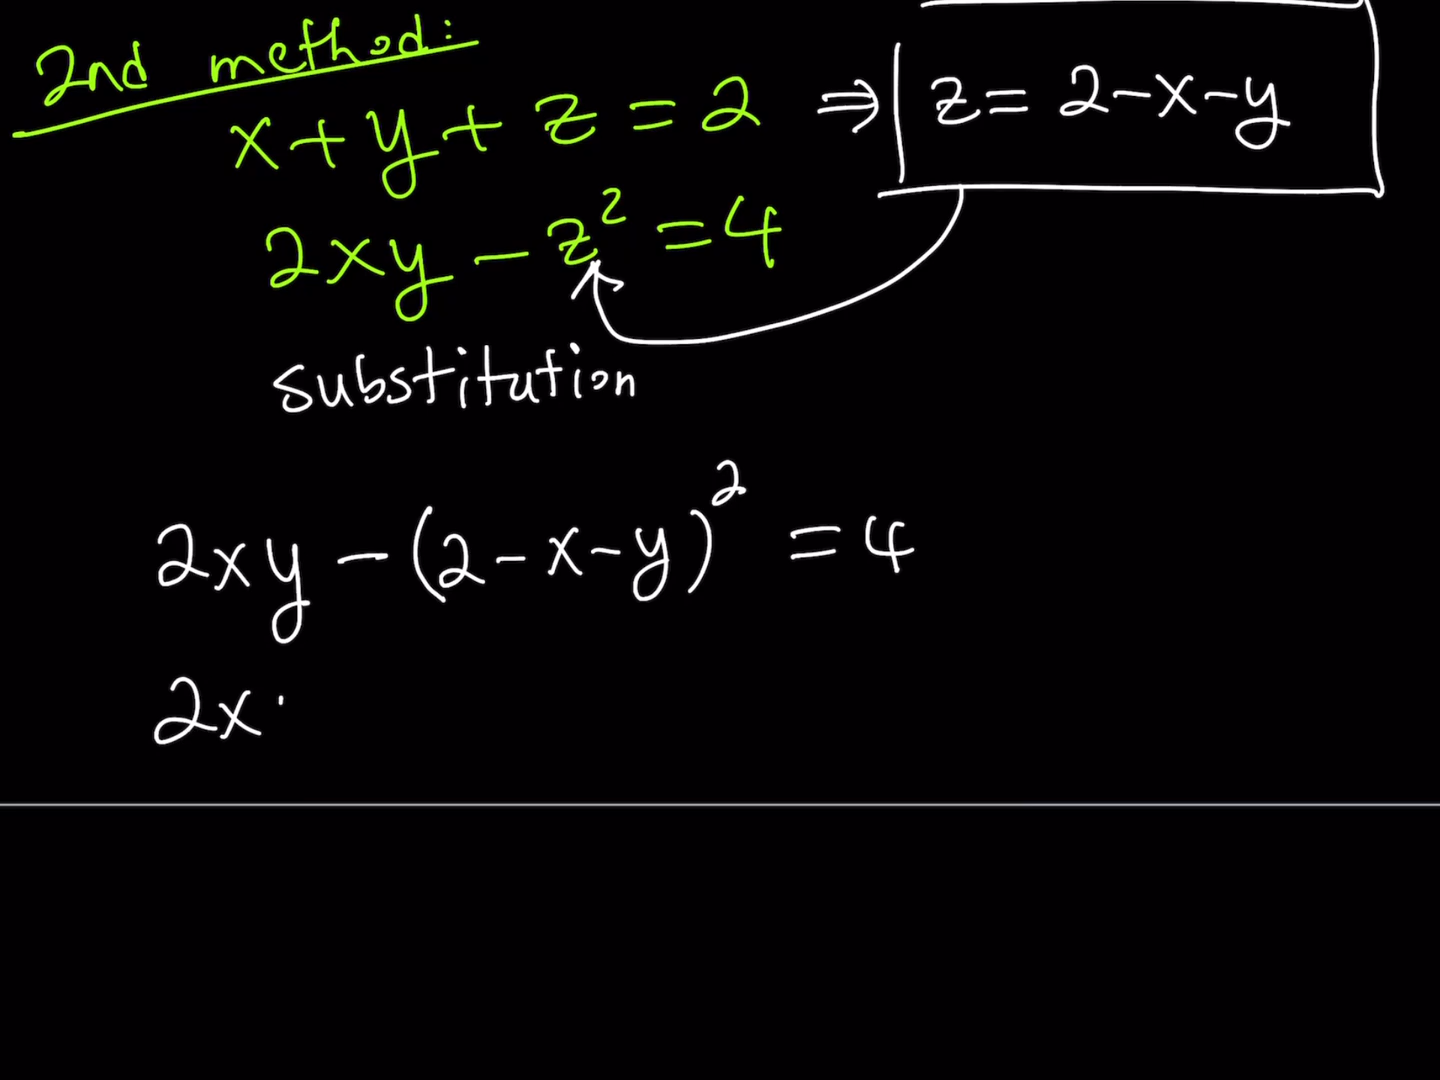 2nd method:
x + y + z = 2 ⇒ z = 2 - x - y
2xy - z² = 4
substitution
2xy - (2 - x - y)² = 4
2x